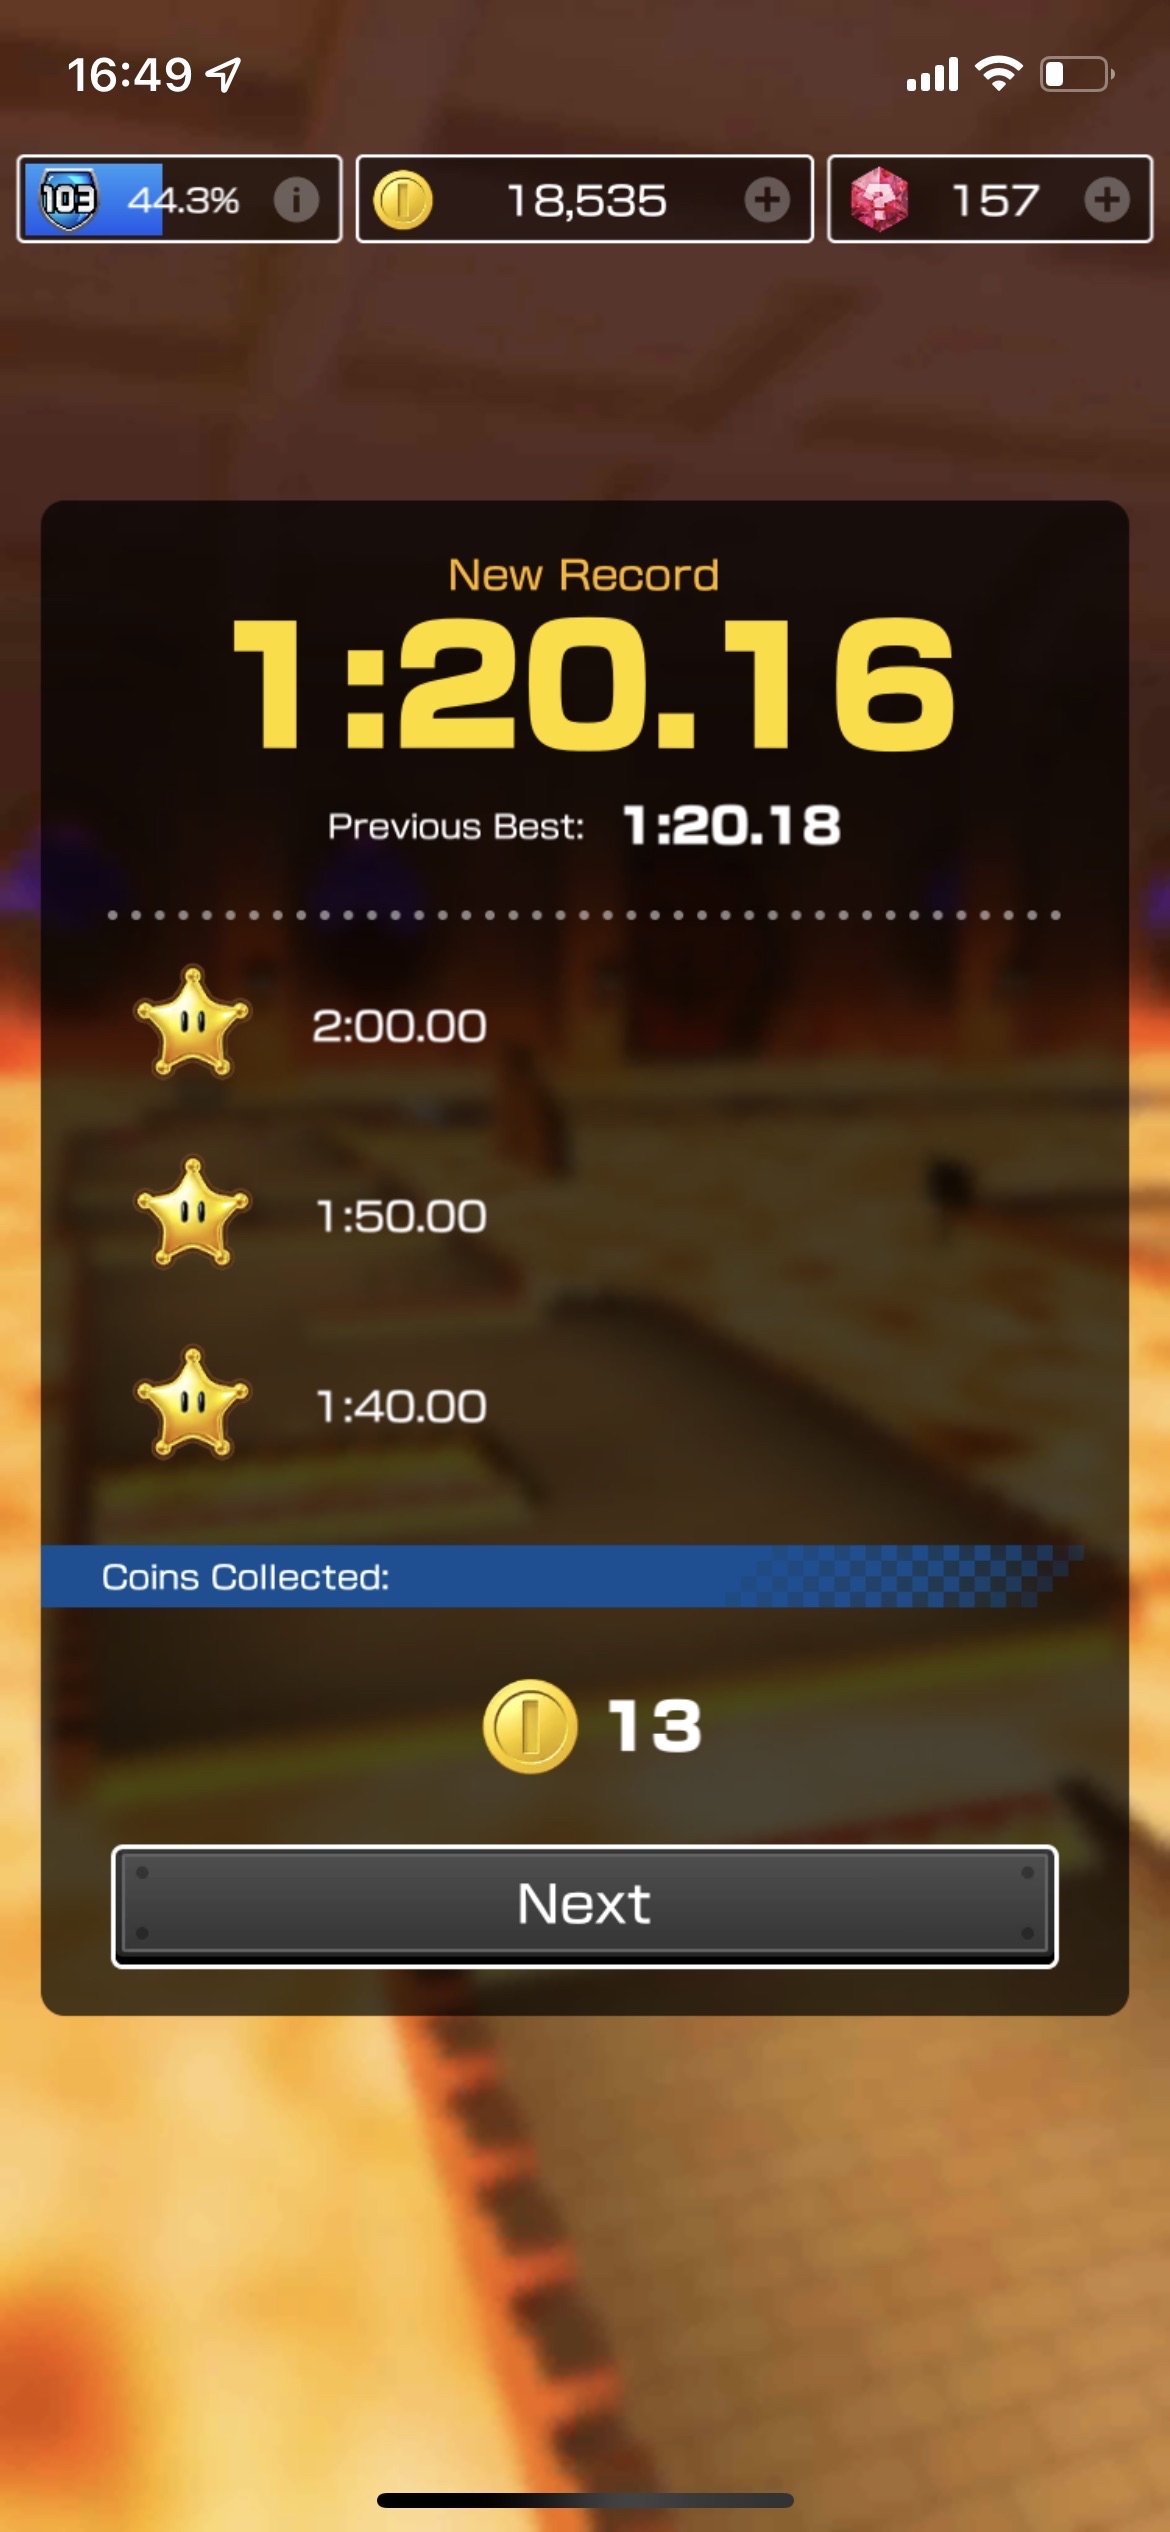 16:49
103 44.3% i 18,535 + ? 157 +
New Record
1:20.16
Previous Best: 1:20.18
2:00.00
1:50.00
1:40.00
Coins Collected:
13
Next